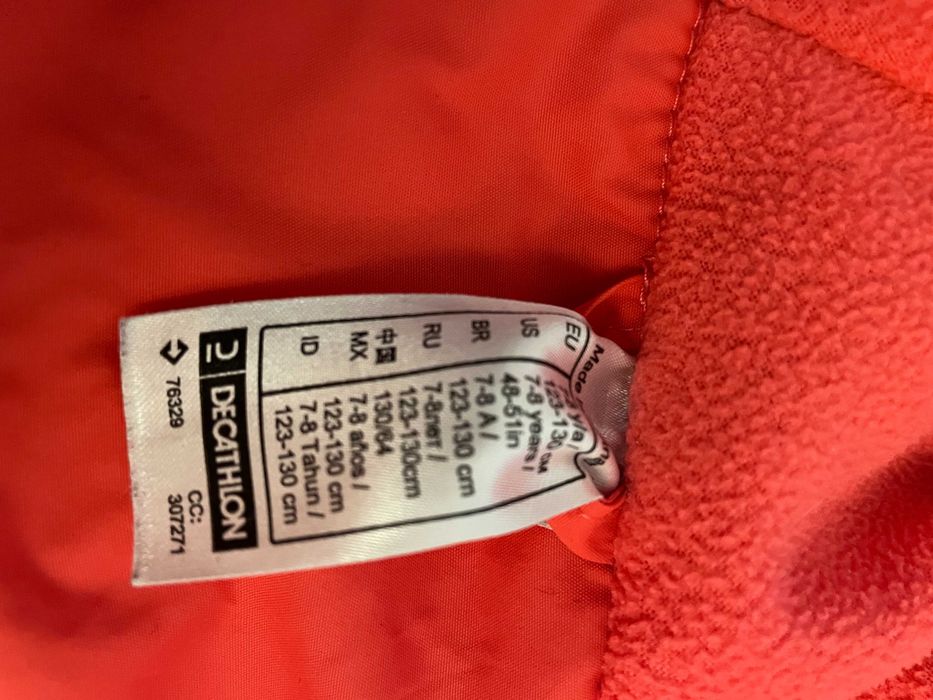 Made
EU
123-130 CM
US 7-8 years /
48-51in
BR 7-8 A /
123-130 cm
RU 7-8лет /
123-130cm
中国 130/64
MX 7-8 años /
123-130 cm
ID 7-8 Tahun /
123-130 cm
DECATHLON
76329 CC:
307271